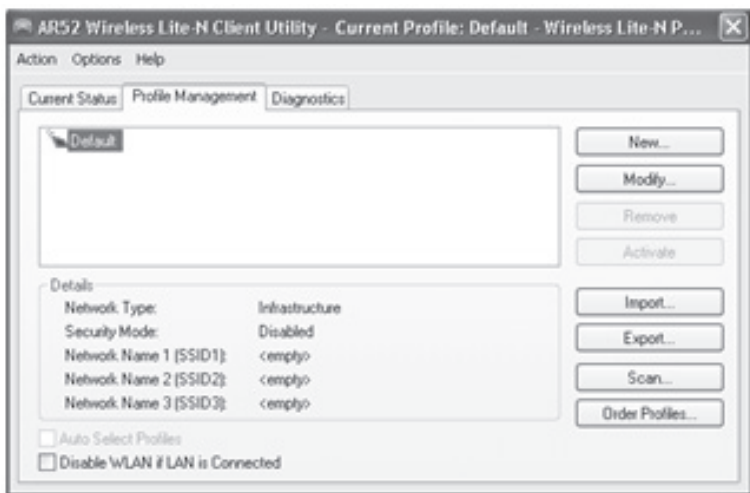 AR52 Wireless Lite-N Client Utility - Current Profile: Default - Wireless Lite-N P...
Action Options Help
Current Status Profile Management Diagnostics
Default
New...
Modify...
Remove
Activate
Details
Network Type: Infrastructure
Security Mode: Disabled
Network Name 1 (SSID1): <empty>
Network Name 2 (SSID2): <empty>
Network Name 3 (SSID3): <empty>
Import...
Export...
Scan...
Order Profiles...
Auto Select Profiles
Disable WLAN if LAN is Connected